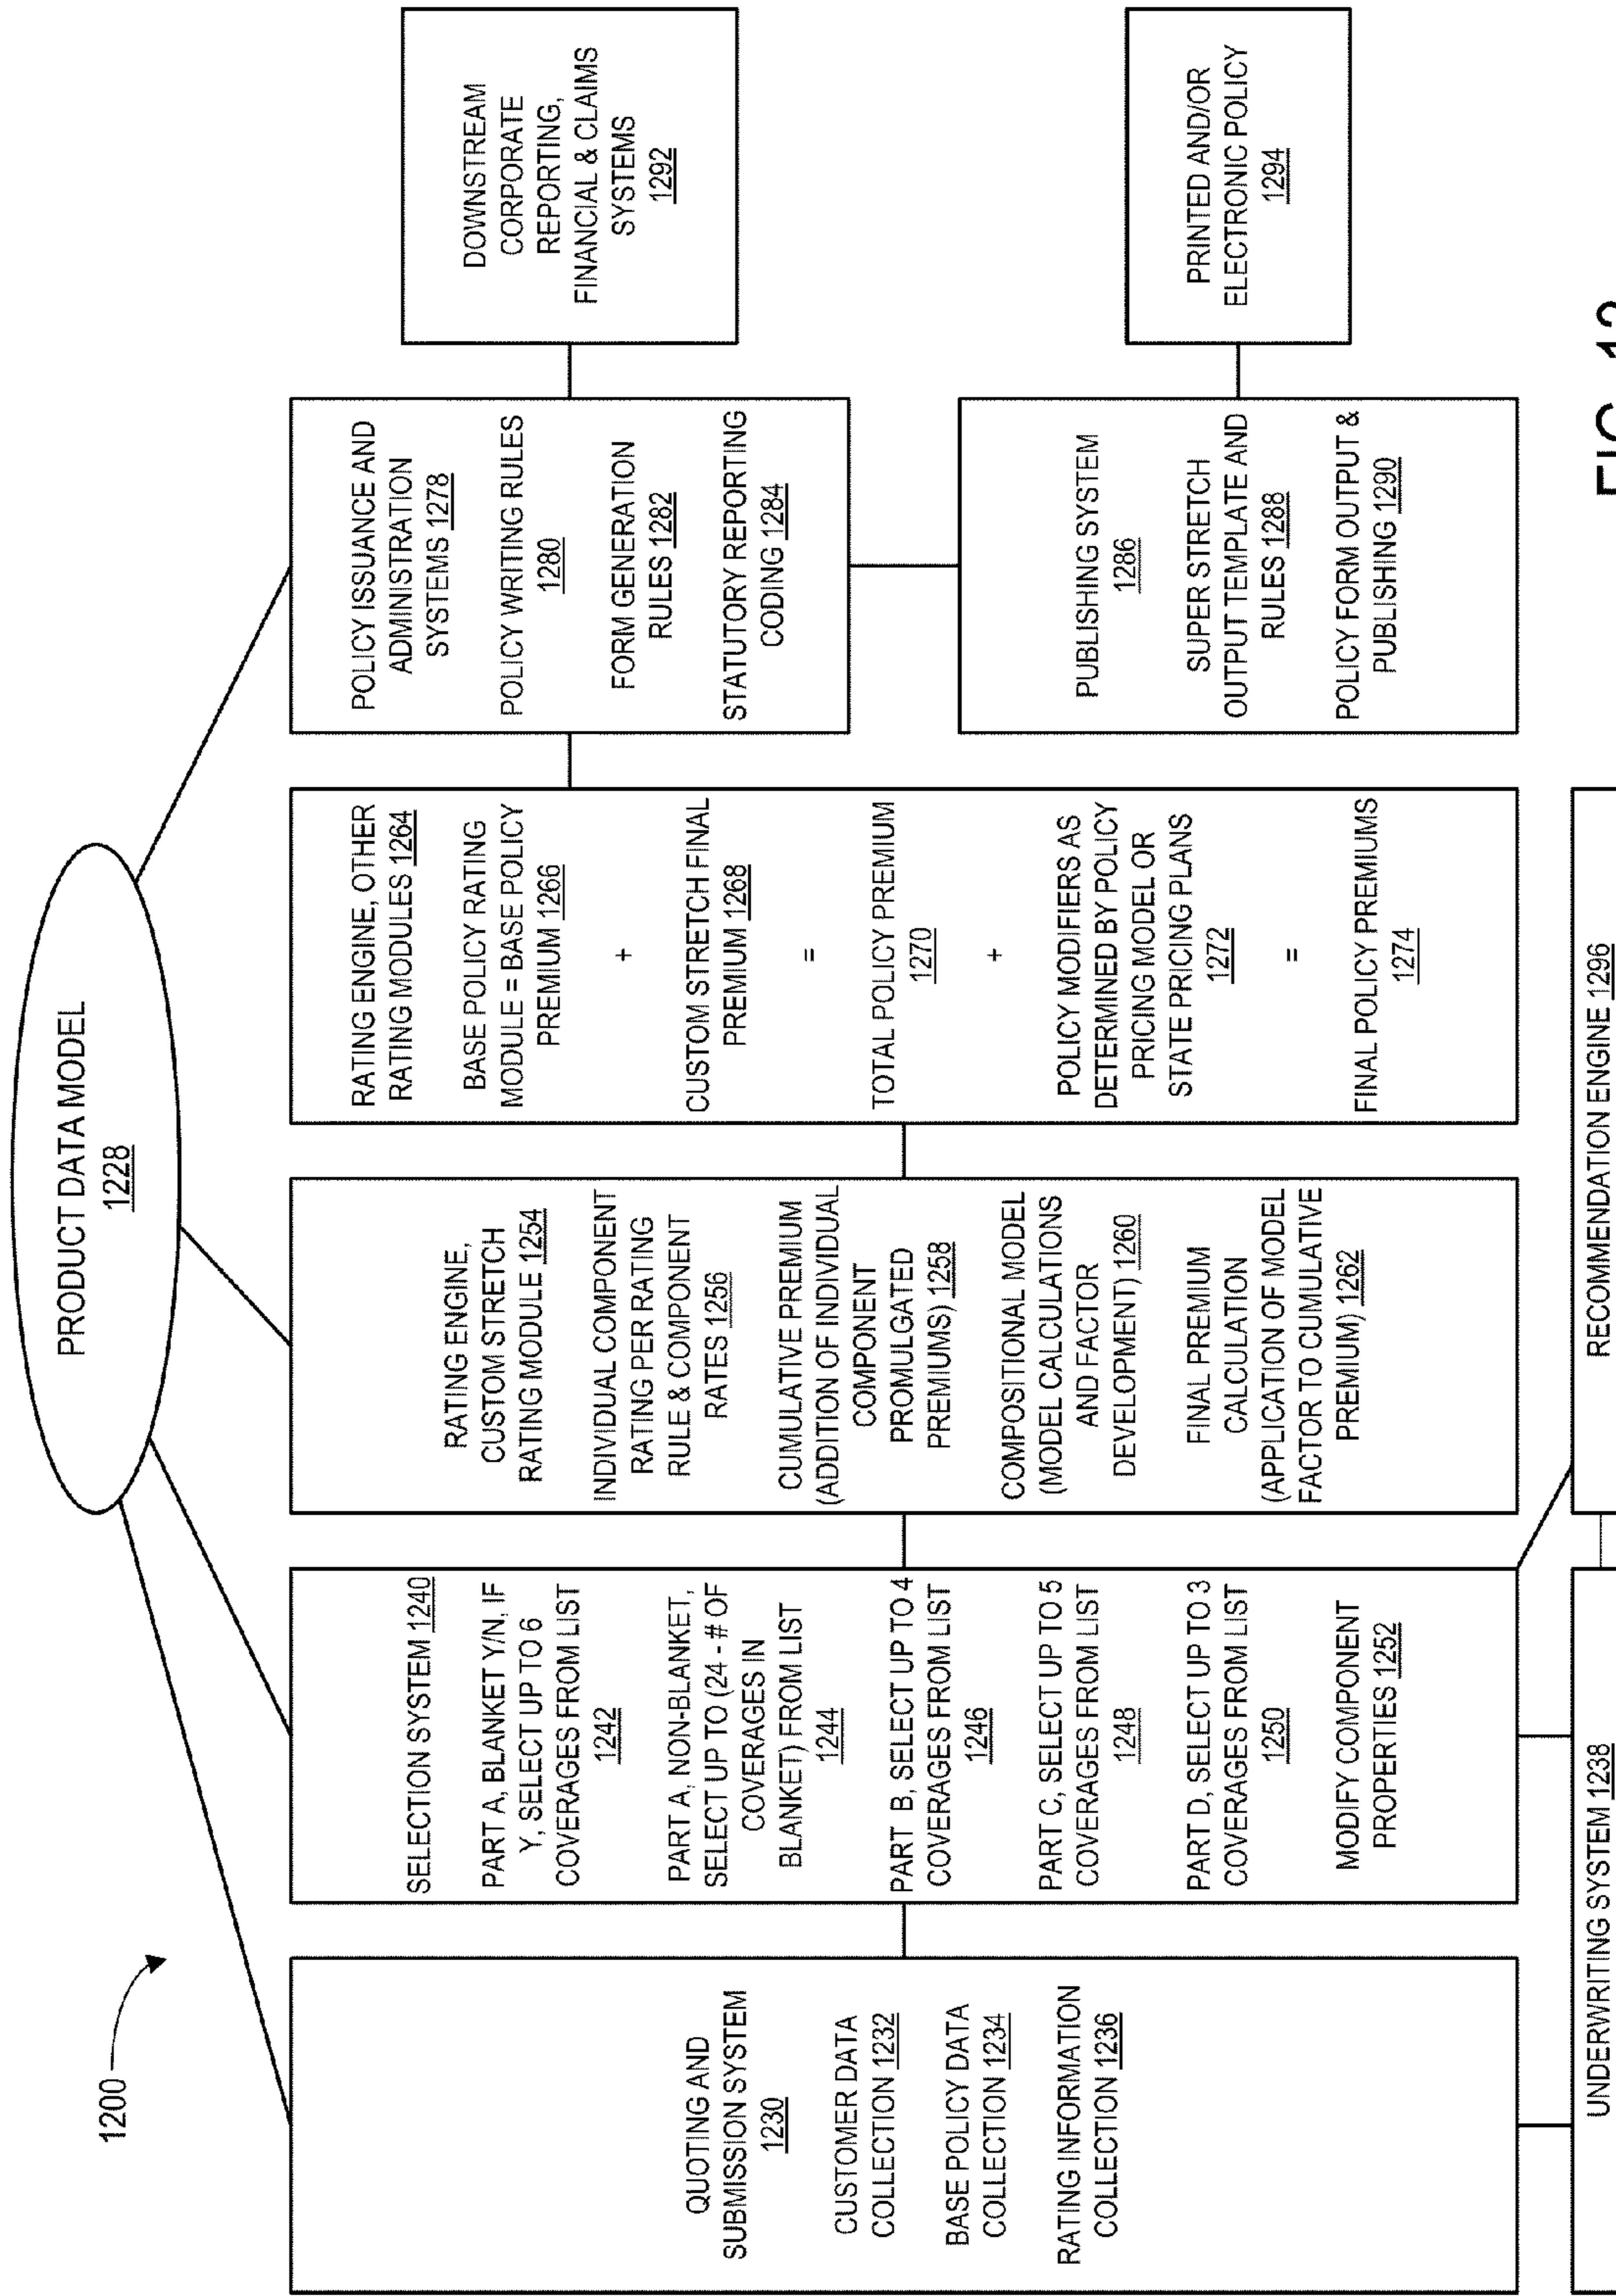 1200
PRODUCT DATA MODEL
1228
QUOTING AND
SUBMISSION SYSTEM
1230
CUSTOMER DATA
COLLECTION 1232
BASE POLICY DATA
COLLECTION 1234
RATING INFORMATION
COLLECTION 1236
SELECTION SYSTEM 1240
PART A, BLANKET Y/N, IF
Y, SELECT UP TO 6
COVERAGES FROM LIST
1242
PART A, NON-BLANKET,
SELECT UP TO (24 - # OF
COVERAGES IN
BLANKET) FROM LIST
1244
PART B, SELECT UP TO 4
COVERAGES FROM LIST
1246
PART C, SELECT UP TO 5
COVERAGES FROM LIST
1248
PART D, SELECT UP TO 3
COVERAGES FROM LIST
1250
MODIFY COMPONENT
PROPERTIES 1252
RATING ENGINE,
CUSTOM STRETCH
RATING MODULE 1254
INDIVIDUAL COMPONENT
RATING PER RATING
RULE & COMPONENT
RATES 1256
CUMULATIVE PREMIUM
(ADDITION OF INDIVIDUAL
COMPONENT
PROMULGATED
PREMIUMS) 1258
COMPOSITIONAL MODEL
(MODEL CALCULATIONS
AND FACTOR
DEVELOPMENT) 1260
FINAL PREMIUM
CALCULATION
(APPLICATION OF MODEL
FACTOR TO CUMULATIVE
PREMIUM) 1262
RATING ENGINE, OTHER
RATING MODULES 1264
BASE POLICY RATING
MODULE = BASE POLICY
PREMIUM 1266
+
CUSTOM STRETCH FINAL
PREMIUM 1268
=
TOTAL POLICY PREMIUM
1270
+
POLICY MODIFIERS AS
DETERMINED BY POLICY
PRICING MODEL OR
STATE PRICING PLANS
1272
=
FINAL POLICY PREMIUMS
1274
POLICY ISSUANCE AND
ADMINISTRATION
SYSTEMS 1278
POLICY WRITING RULES
1280
FORM GENERATION
RULES 1282
STATUTORY REPORTING
CODING 1284
PUBLISHING SYSTEM
1286
SUPER STRETCH
OUTPUT TEMPLATE AND
RULES 1288
POLICY FORM OUTPUT &
PUBLISHING 1290
DOWNSTREAM
CORPORATE
REPORTING,
FINANCIAL & CLAIMS
SYSTEMS
1292
PRINTED AND/OR
ELECTRONIC POLICY
1294
UNDERWRITING SYSTEM 1238
RECOMMENDATION ENGINE 1296
FIG. 12